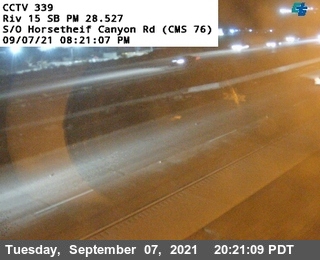 CCTV 339
Riv 15 SB PM 28.527
S/O Horsetheif Canyon Rd (CMS 76)
09/07/21 08:21:07 PM
Tuesday, September 07, 2021 20:21:09 PDT